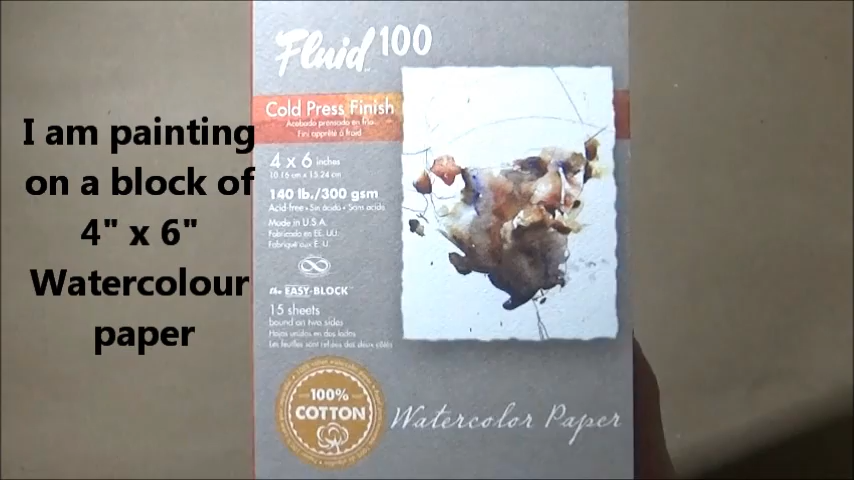 I am painting
on a block of
4" x 6"
Watercolour
paper
Fluid 100
Cold Press Finish
Acabado prensado en frío
Fini apprêté à froid
4 x 6 inches
10.16 cm x 15.24 cm
140 lb./300 gsm
Acid-free • Sin ácido • Sans acids
Made in U.S.A.
Fabricado en EE. UU.
Fabriqué aux É. U.
the EASY-BLOCK™
15 sheets
bound on two sides
Hojas unidas en dos lados
Les feuilles sont reliées des deux côtés
100%
COTTON
Watercolor Paper